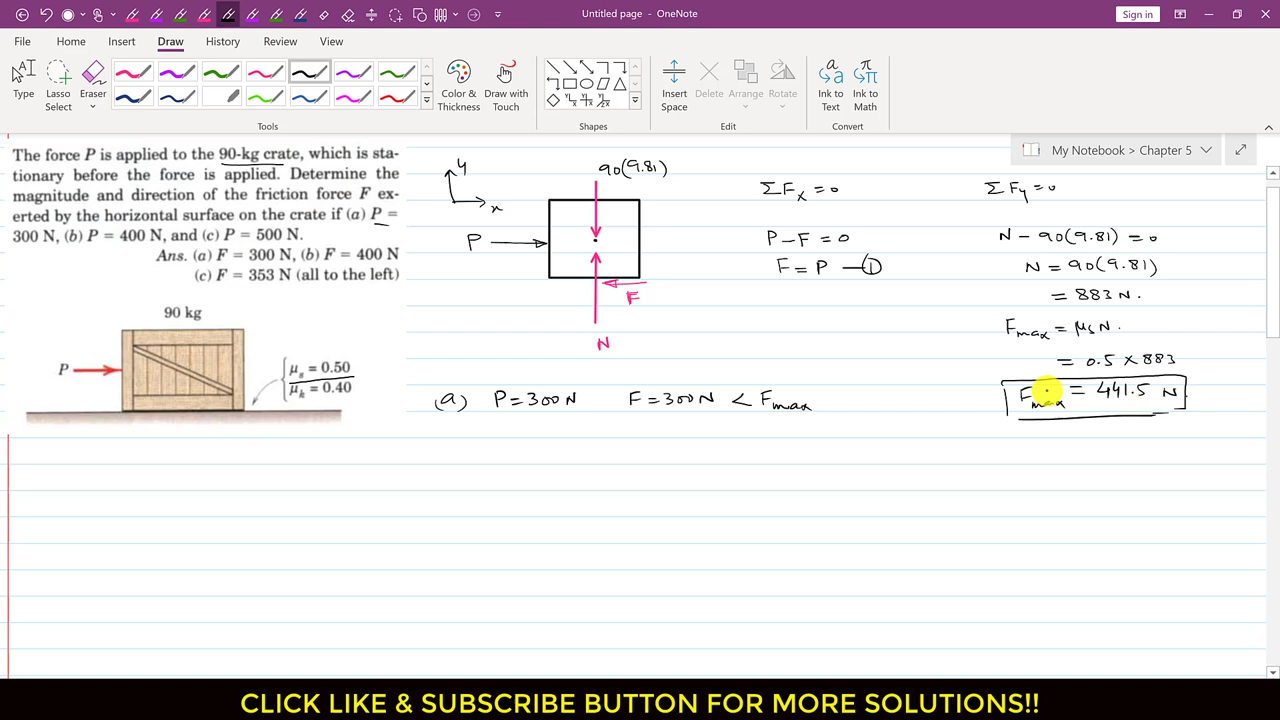 Untitled page - OneNote
Sign in
File Home Insert Draw History Review View
Type
Lasso Select
Eraser
Color & Thickness
Draw with Touch
Insert Space
Delete
Arrange
Rotate
Ink to Text
Ink to Math
Tools
Shapes
Edit
Convert
My Notebook > Chapter 5
The force P is applied to the 90-kg crate, which is sta-
tionary before the force is applied. Determine the
magnitude and direction of the friction force F ex-
erted by the horizontal surface on the crate if (a) P =
300 N, (b) P = 400 N, and (c) P = 500 N.
Ans. (a) F = 300 N, (b) F = 400 N
(c) F = 353 N (all to the left)
90 kg
P
μs = 0.50
μk = 0.40
y
x
90(9.81)
P
F
N
ΣFx = 0
P - F = 0
F = P — ①
ΣFy = 0
N - 90(9.81) = 0
N = 90(9.81)
= 883 N.
Fmax = μsN.
= 0.5 × 883
Fmax = 441.5 N
(a) P = 300 N F = 300 N < Fmax
CLICK LIKE & SUBSCRIBE BUTTON FOR MORE SOLUTIONS!!